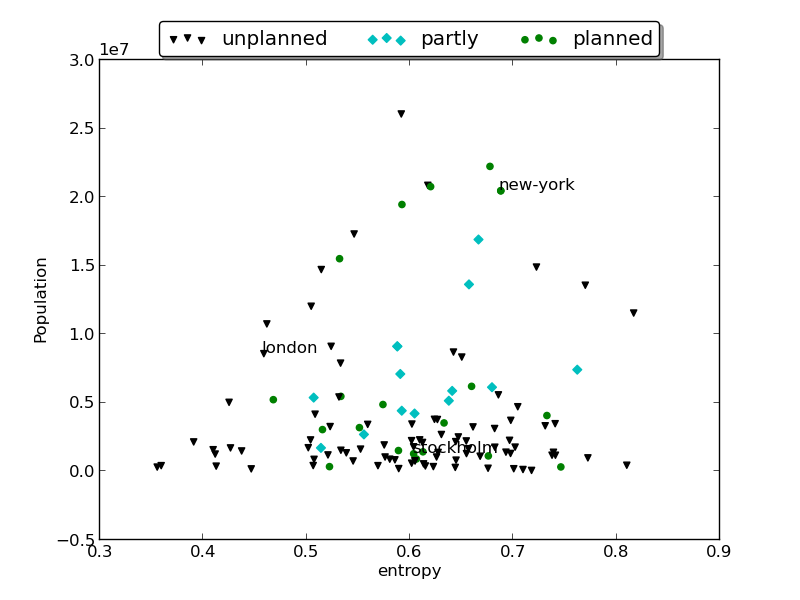 unplanned partly planned
1e7
3.0
2.5
2.0
1.5
1.0
0.5
0.0
−0.5
Population
new-york
london
stockholm
0.3 0.4 0.5 0.6 0.7 0.8 0.9
entropy